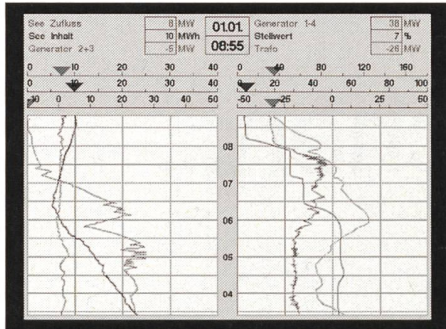 See Zufluss 8 MW 01.01. Generator 1-4 38 MW
See Inhalt 10 MWh 08:55 Stellwert 7 %
Generator 2+3 -5 MW Trafo -26 MW
0 10 20 30 40 0 40 80 120 160
0 10 20 30 40 0 20 40 60 80 100
10 20 30 40 50 -50 -25 0 25 50
08
07
06
05
04